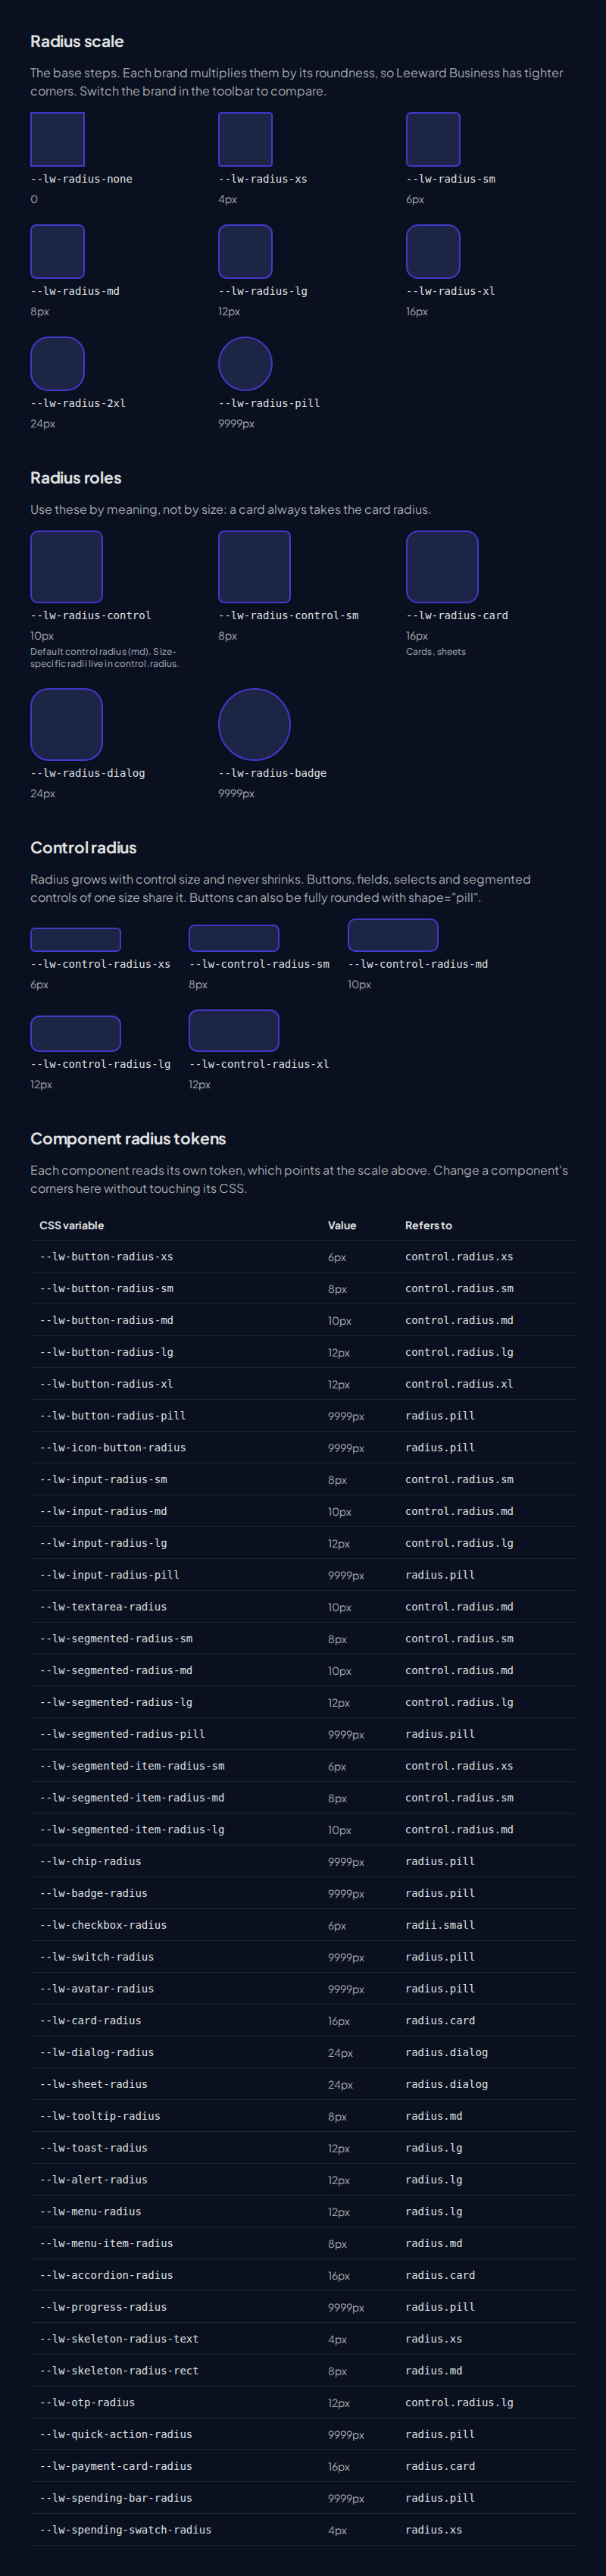 Radius scale
The base steps. Each brand multiplies them by its roundness, so Leeward Business has tighter
corners. Switch the brand in the toolbar to compare.
--lw-radius-none --lw-radius-xs --lw-radius-sm
0 4px 6px
--lw-radius-md --lw-radius-lg --lw-radius-xl
8px 12px 16px
--lw-radius-2xl --lw-radius-pill
24px 9999px
Radius roles
Use these by meaning, not by size: a card always takes the card radius.
--lw-radius-control --lw-radius-control-sm --lw-radius-card
10px 8px 16px
Default control radius (md). Size- Cards, sheets
specific radii live in control.radius.
--lw-radius-dialog --lw-radius-badge
24px 9999px
Control radius
Radius grows with control size and never shrinks. Buttons, fields, selects and segmented
controls of one size share it. Buttons can also be fully rounded with shape="pill".
--lw-control-radius-xs --lw-control-radius-sm --lw-control-radius-md
6px 8px 10px
--lw-control-radius-lg --lw-control-radius-xl
12px 12px
Component radius tokens
Each component reads its own token, which points at the scale above. Change a component's
corners here without touching its CSS.
CSS variable Value Refers to
--lw-button-radius-xs 6px control.radius.xs
--lw-button-radius-sm 8px control.radius.sm
--lw-button-radius-md 10px control.radius.md
--lw-button-radius-lg 12px control.radius.lg
--lw-button-radius-xl 12px control.radius.xl
--lw-button-radius-pill 9999px radius.pill
--lw-icon-button-radius 9999px radius.pill
--lw-input-radius-sm 8px control.radius.sm
--lw-input-radius-md 10px control.radius.md
--lw-input-radius-lg 12px control.radius.lg
--lw-input-radius-pill 9999px radius.pill
--lw-textarea-radius 10px control.radius.md
--lw-segmented-radius-sm 8px control.radius.sm
--lw-segmented-radius-md 10px control.radius.md
--lw-segmented-radius-lg 12px control.radius.lg
--lw-segmented-radius-pill 9999px radius.pill
--lw-segmented-item-radius-sm 6px control.radius.xs
--lw-segmented-item-radius-md 8px control.radius.sm
--lw-segmented-item-radius-lg 10px control.radius.md
--lw-chip-radius 9999px radius.pill
--lw-badge-radius 9999px radius.pill
--lw-checkbox-radius 6px radii.small
--lw-switch-radius 9999px radius.pill
--lw-avatar-radius 9999px radius.pill
--lw-card-radius 16px radius.card
--lw-dialog-radius 24px radius.dialog
--lw-sheet-radius 24px radius.dialog
--lw-tooltip-radius 8px radius.md
--lw-toast-radius 12px radius.lg
--lw-alert-radius 12px radius.lg
--lw-menu-radius 12px radius.lg
--lw-menu-item-radius 8px radius.md
--lw-accordion-radius 16px radius.card
--lw-progress-radius 9999px radius.pill
--lw-skeleton-radius-text 4px radius.xs
--lw-skeleton-radius-rect 8px radius.md
--lw-otp-radius 12px control.radius.lg
--lw-quick-action-radius 9999px radius.pill
--lw-payment-card-radius 16px radius.card
--lw-spending-bar-radius 9999px radius.pill
--lw-spending-swatch-radius 4px radius.xs